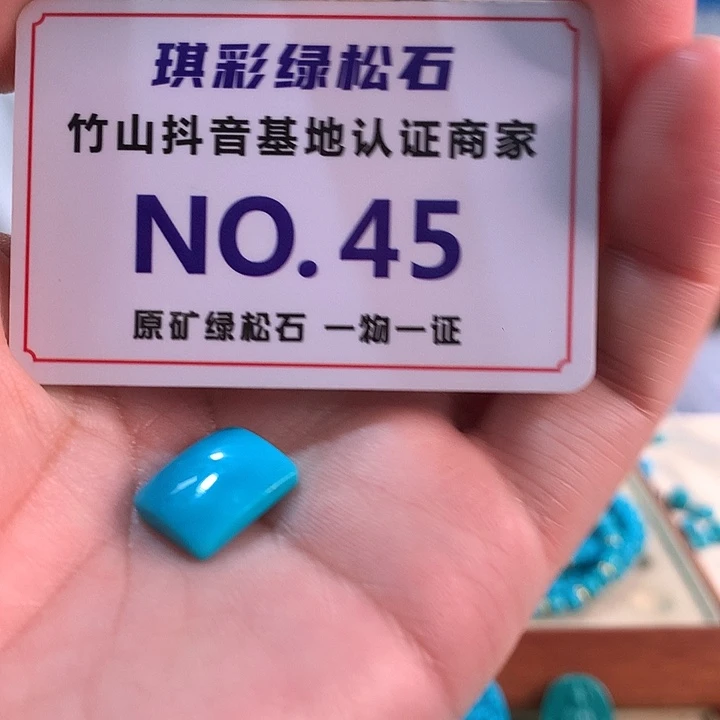 琪彩绿松石
竹山抖音基地认证商家
NO.45
原矿绿松石 一物一证